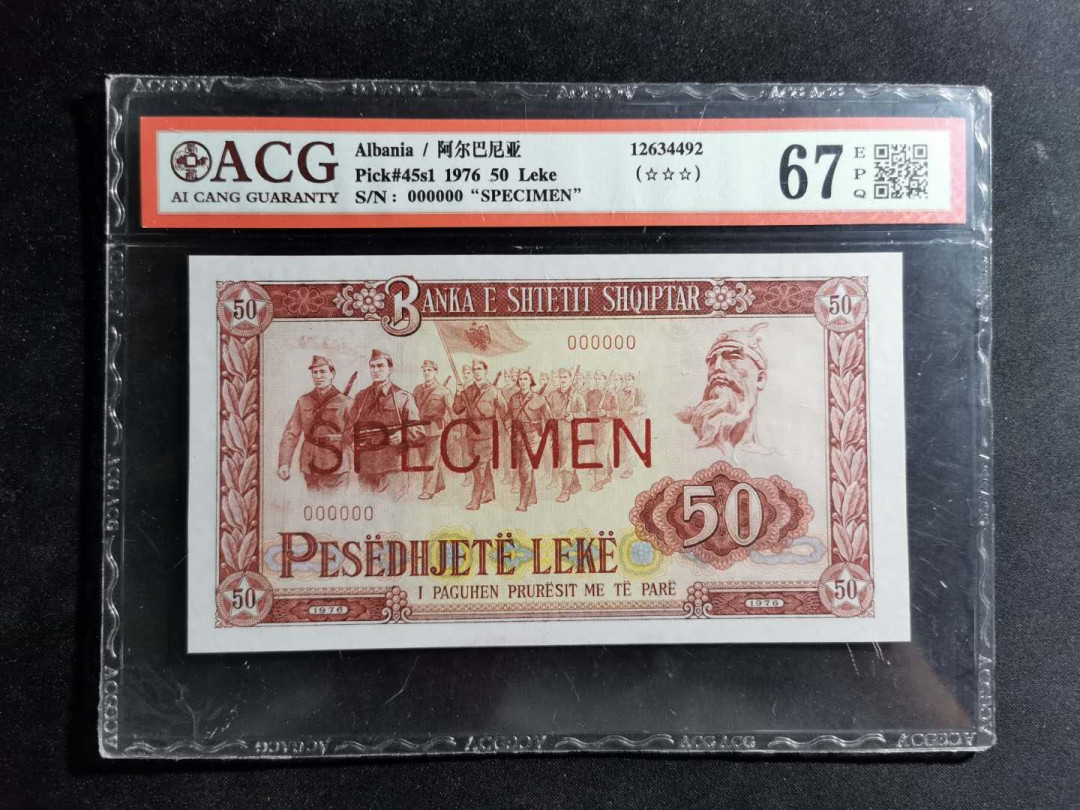 ACG
AI CANG GUARANTY
Albania / 阿尔巴尼亚
Pick#45s1 1976 50 Leke
S/N : 000000 “SPECIMEN”
12634492
(☆☆☆)
67
EPQ
50
BANKA E SHTETIT SHQIPTAR
50
000000
SPECIMEN
50
000000
PESËDHJETË LEKË
I PAGUHEN PRURËSIT ME TË PARË
50
1976
1976
50